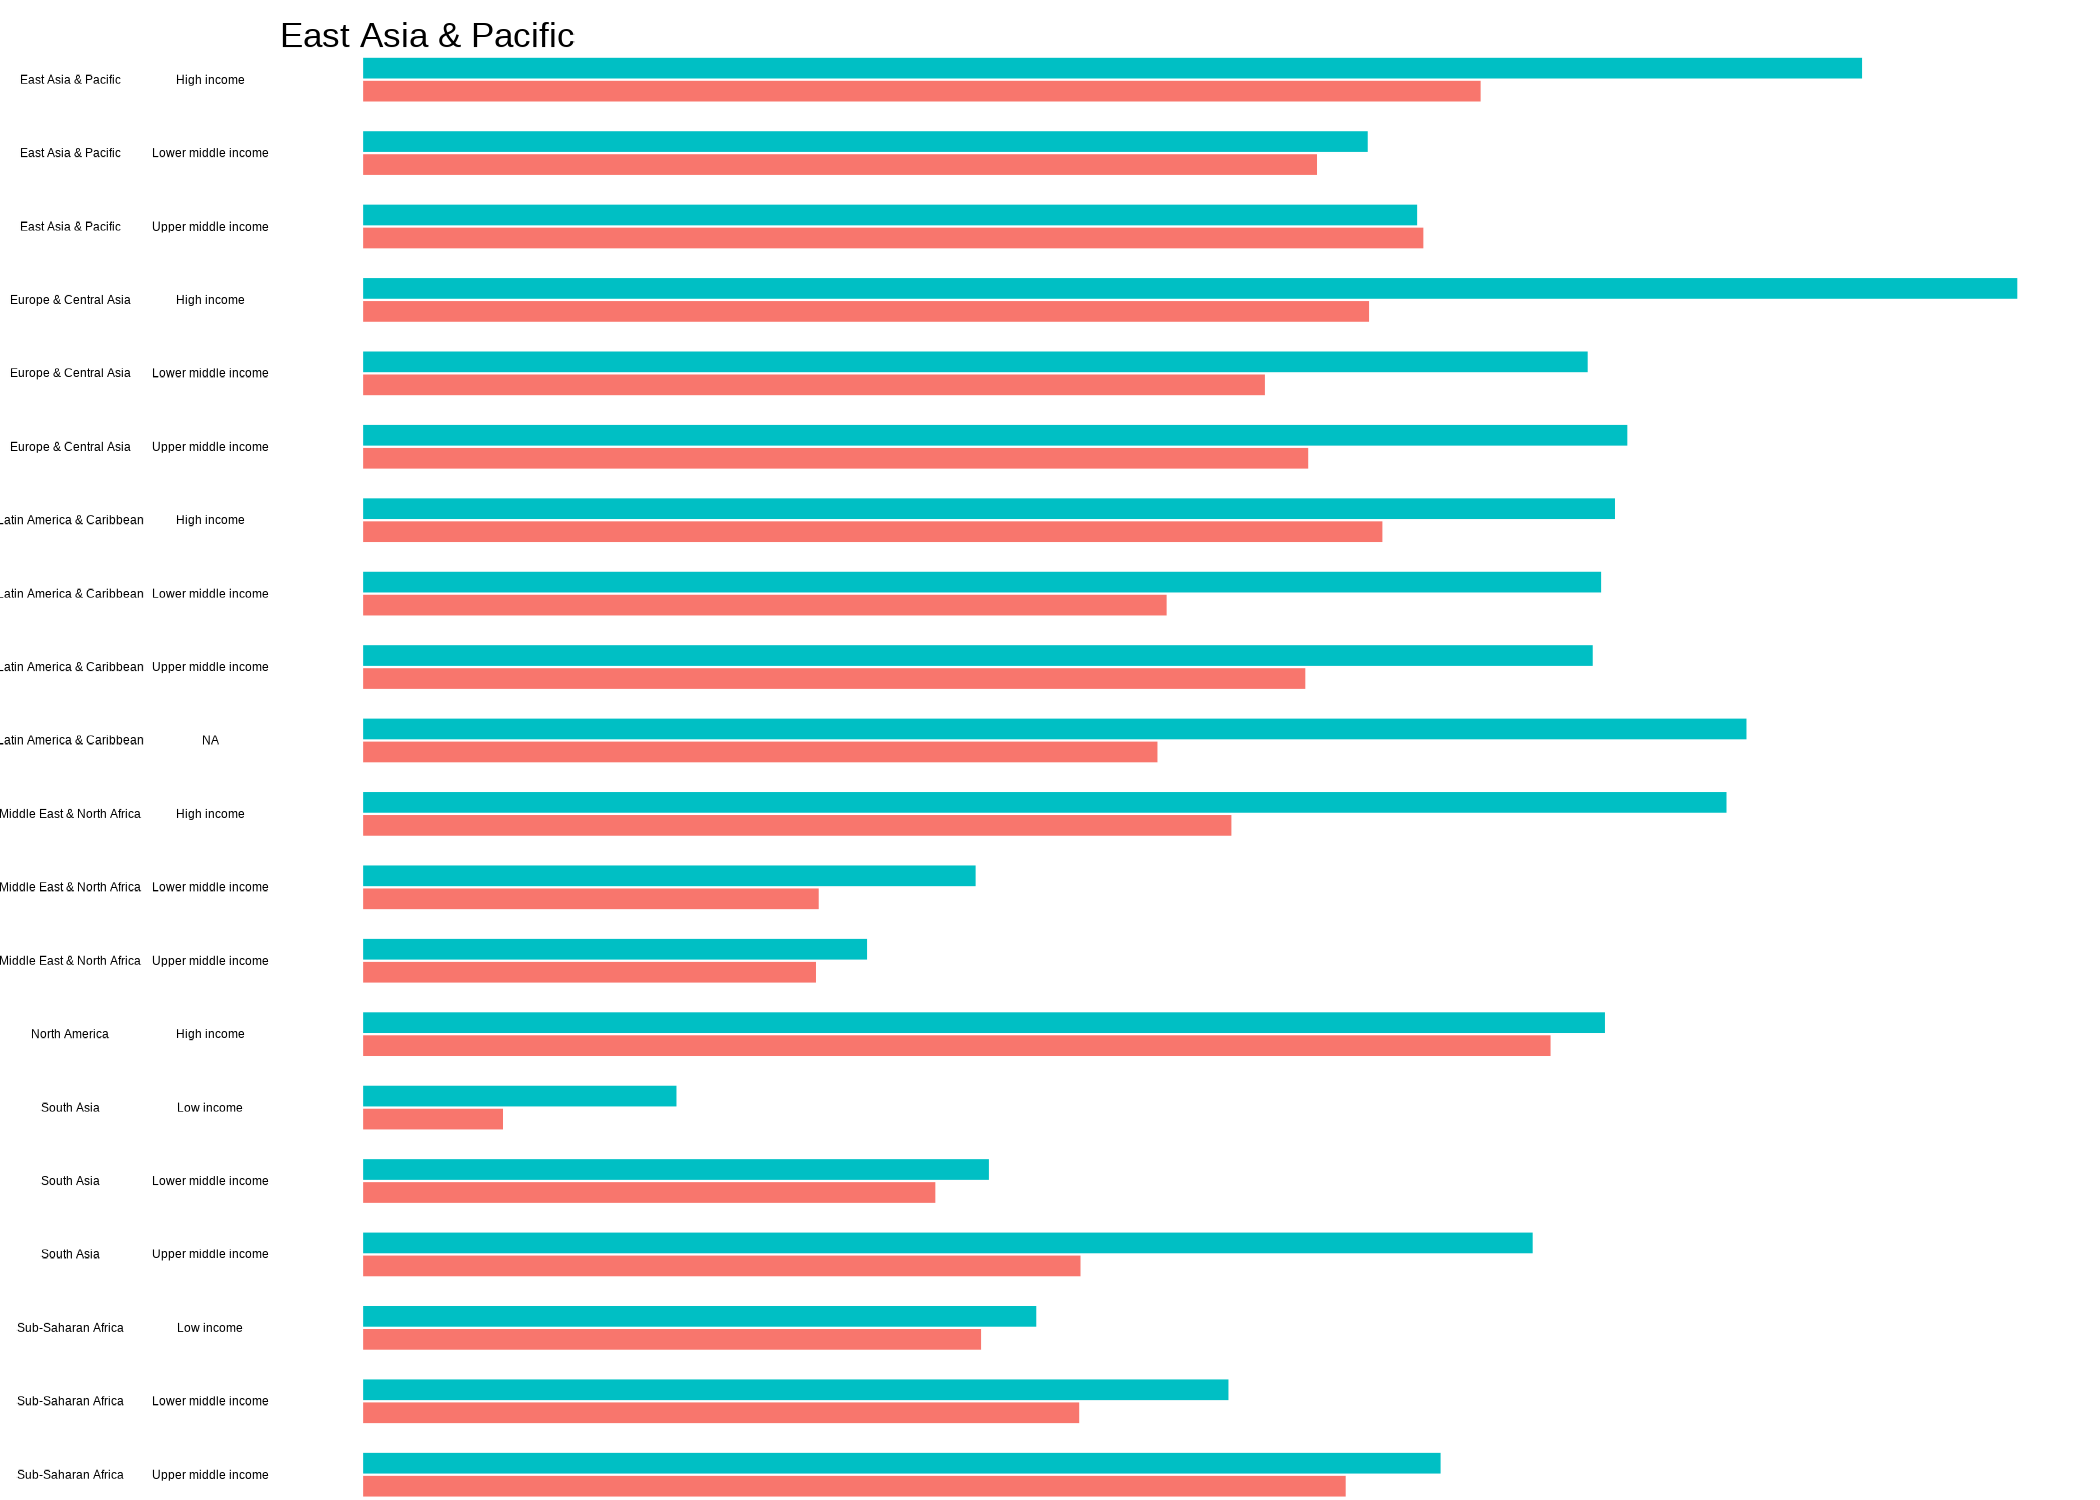 East Asia & Pacific
East Asia & Pacific High income
East Asia & Pacific Lower middle income
East Asia & Pacific Upper middle income
Europe & Central Asia High income
Europe & Central Asia Lower middle income
Europe & Central Asia Upper middle income
Latin America & Caribbean High income
Latin America & Caribbean Lower middle income
Latin America & Caribbean Upper middle income
Latin America & Caribbean NA
Middle East & North Africa High income
Middle East & North Africa Lower middle income
Middle East & North Africa Upper middle income
North America High income
South Asia Low income
South Asia Lower middle income
South Asia Upper middle income
Sub-Saharan Africa Low income
Sub-Saharan Africa Lower middle income
Sub-Saharan Africa Upper middle income